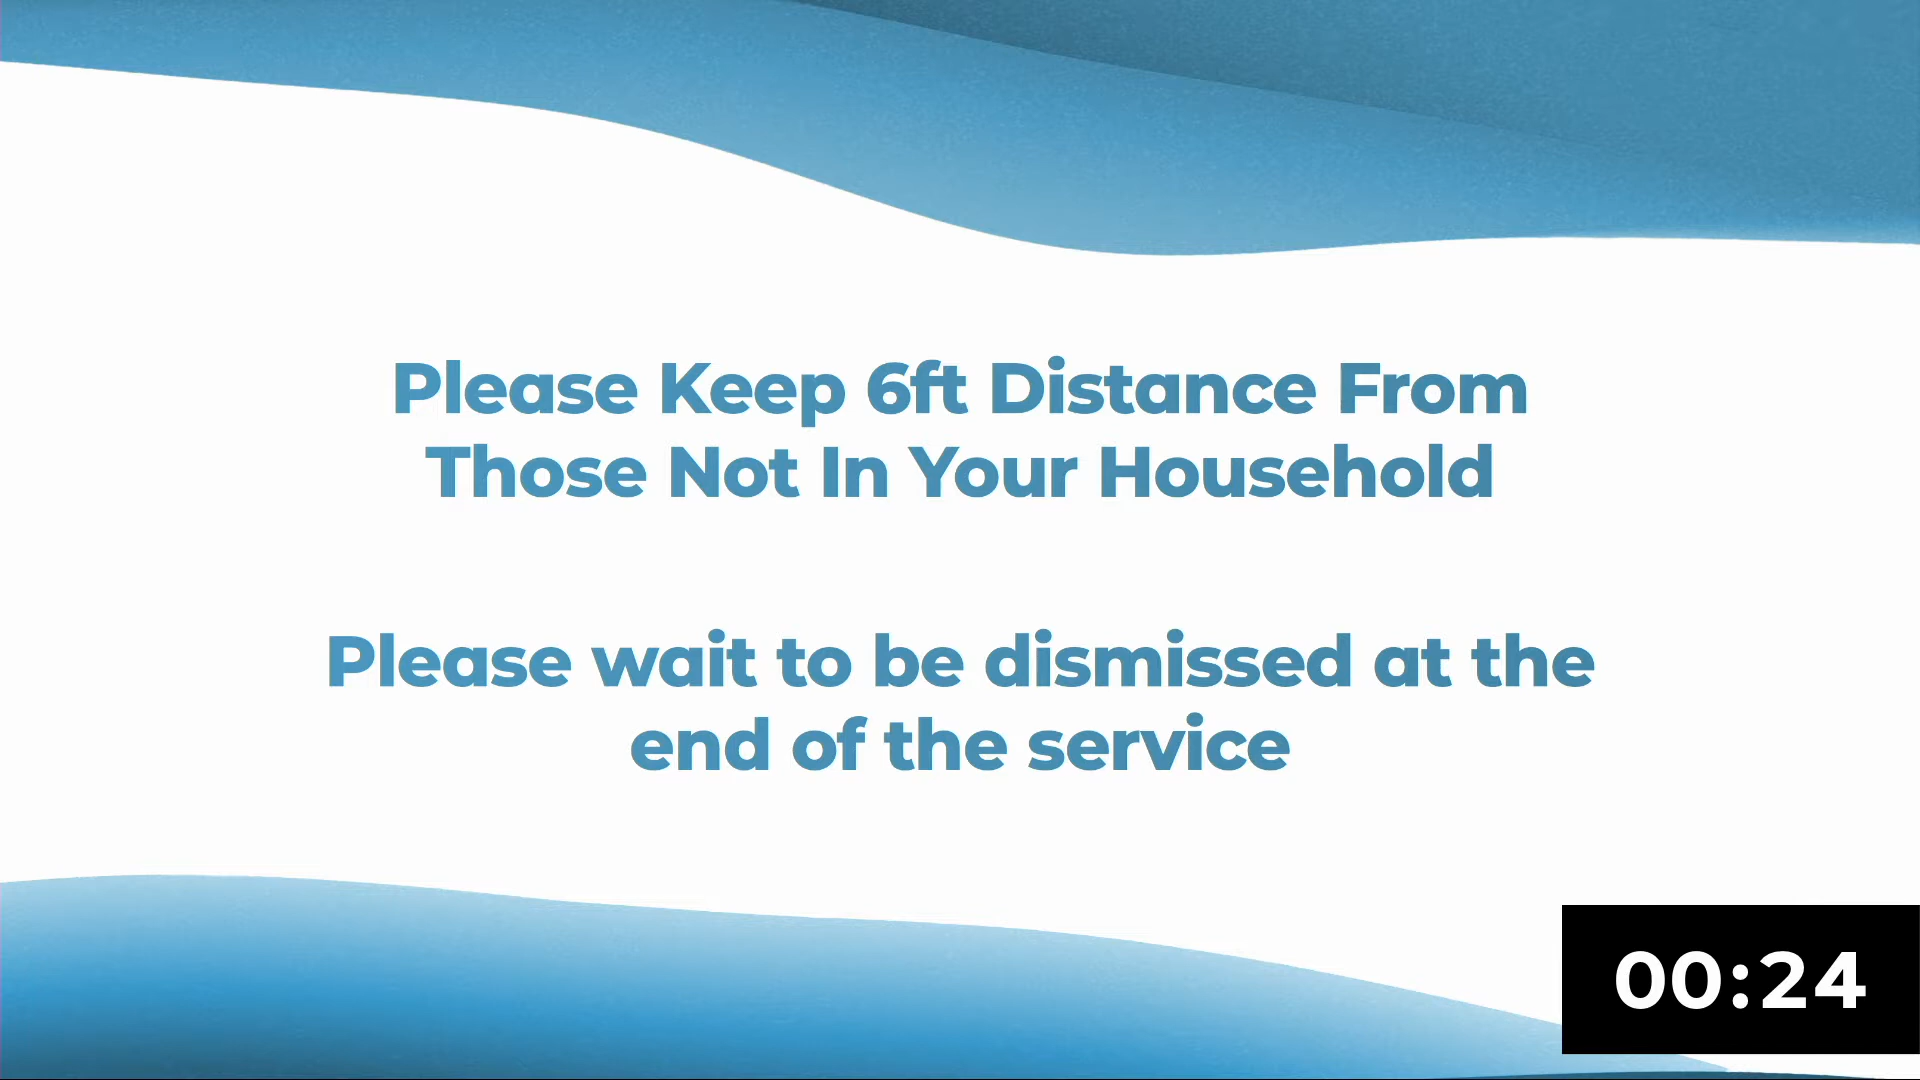 Please Keep 6ft Distance From
Those Not In Your Household
Please wait to be dismissed at the
end of the service
00:24